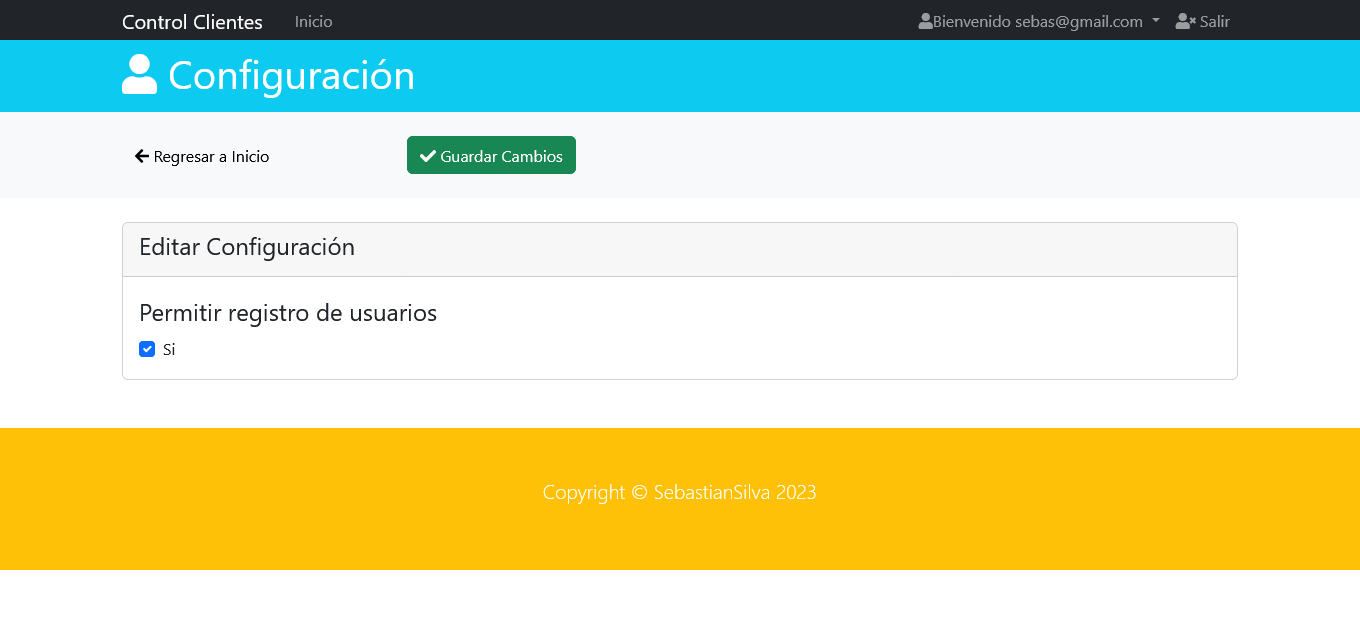 Control Clientes Inicio Bienvenido sebas@gmail.com Salir
Configuración
Regresar a Inicio Guardar Cambios
Editar Configuración
Permitir registro de usuarios
Si
Copyright © SebastianSilva 2023